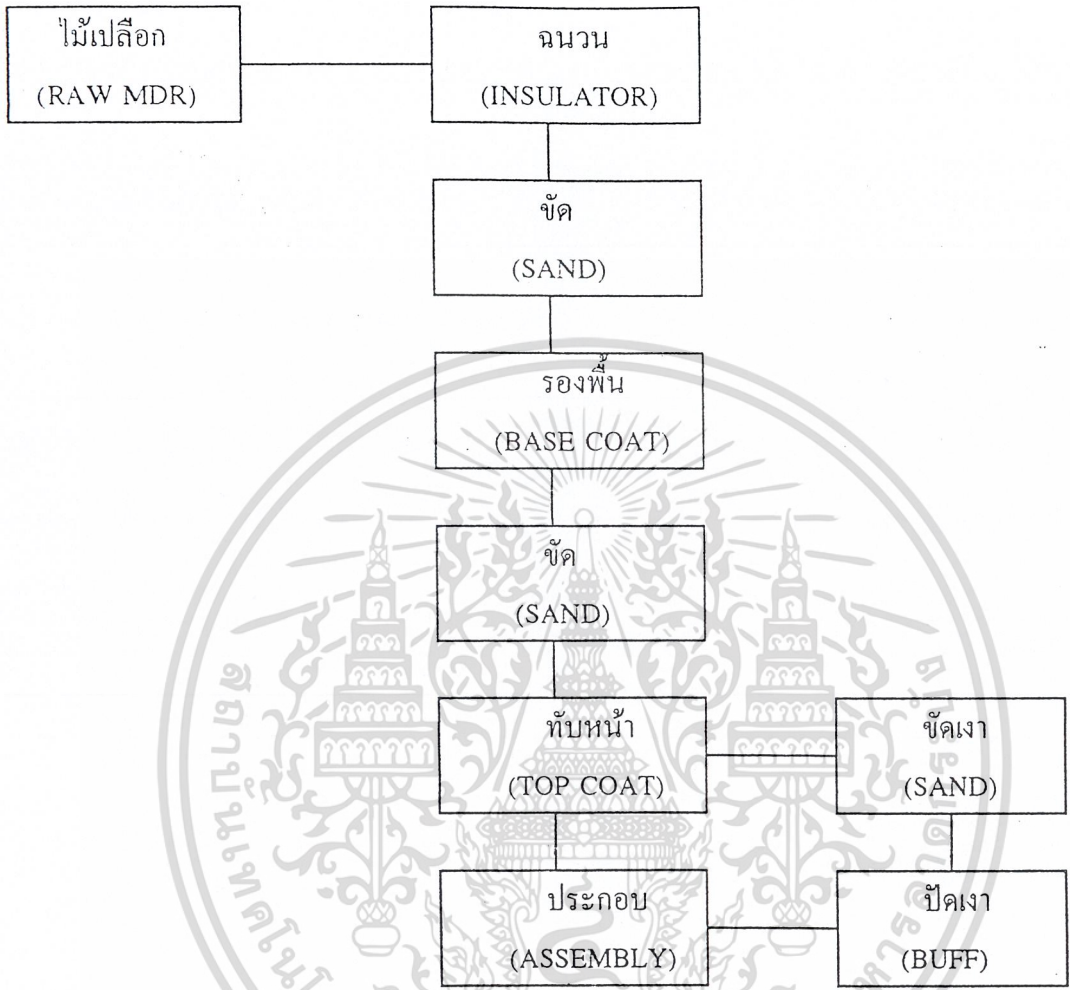 ไม้เปลือก
(RAW MDR)
ฉนวน
(INSULATOR)
ขัด
(SAND)
รองพื้น
(BASE COAT)
ขัด
(SAND)
ทับหน้า
(TOP COAT)
ขัดเงา
(SAND)
ประกอบ
(ASSEMBLY)
ปัดเงา
(BUFF)